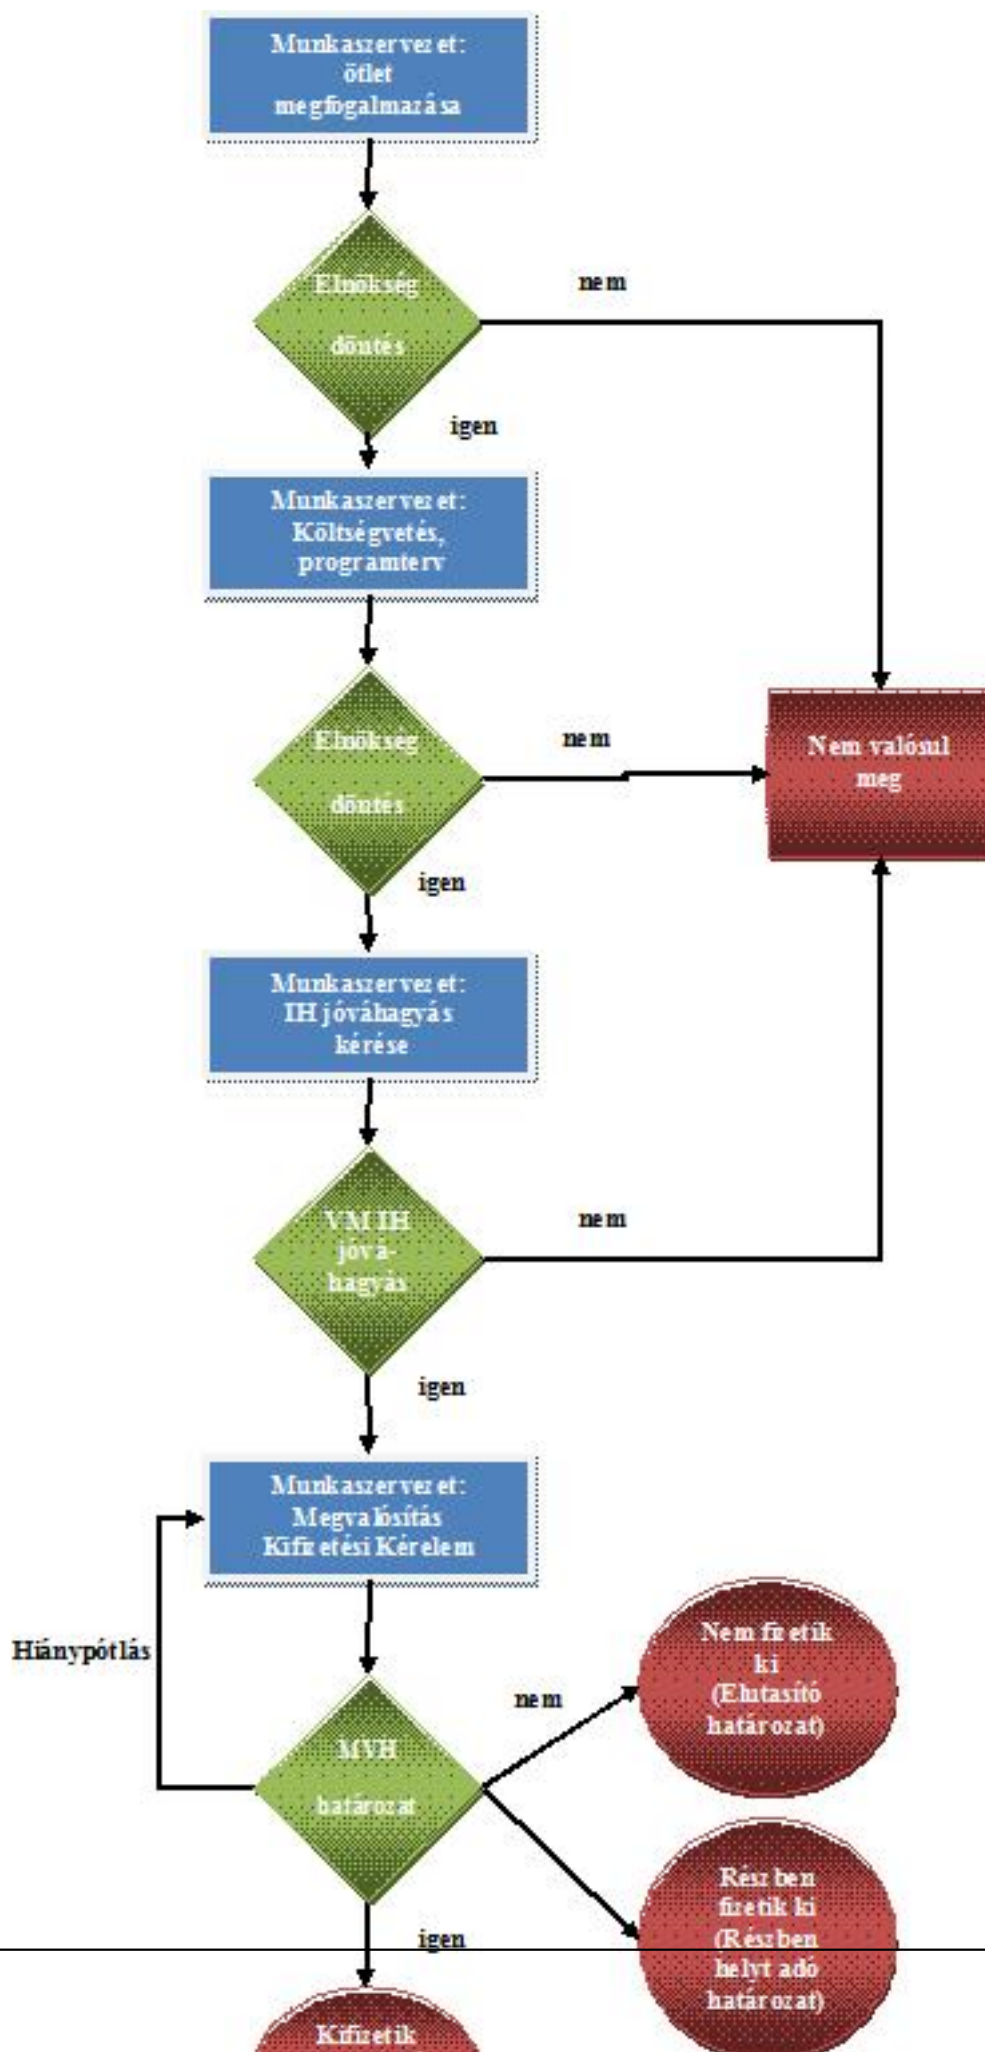 Munkaszervezet:
ötlet
megfogalmazása
Elnökség
döntés
nem
igen
Munkaszervezet:
Költségvetés,
programterv
Elnökség
döntés
nem
igen
Nem valósul
meg
Munkaszervezet:
IH jóváhagyás
kérése
VM IH
jóvá-
hagyás
nem
igen
Munkaszervezet:
Megvalósítás
Kifizetési Kérelem
Hiánypótlás
MVH
határozat
nem
igen
Nem fizetik
ki
(Elutasító
határozat)
Részben
fizetik ki
(Részben
helyt adó
határozat)
Kifizetik